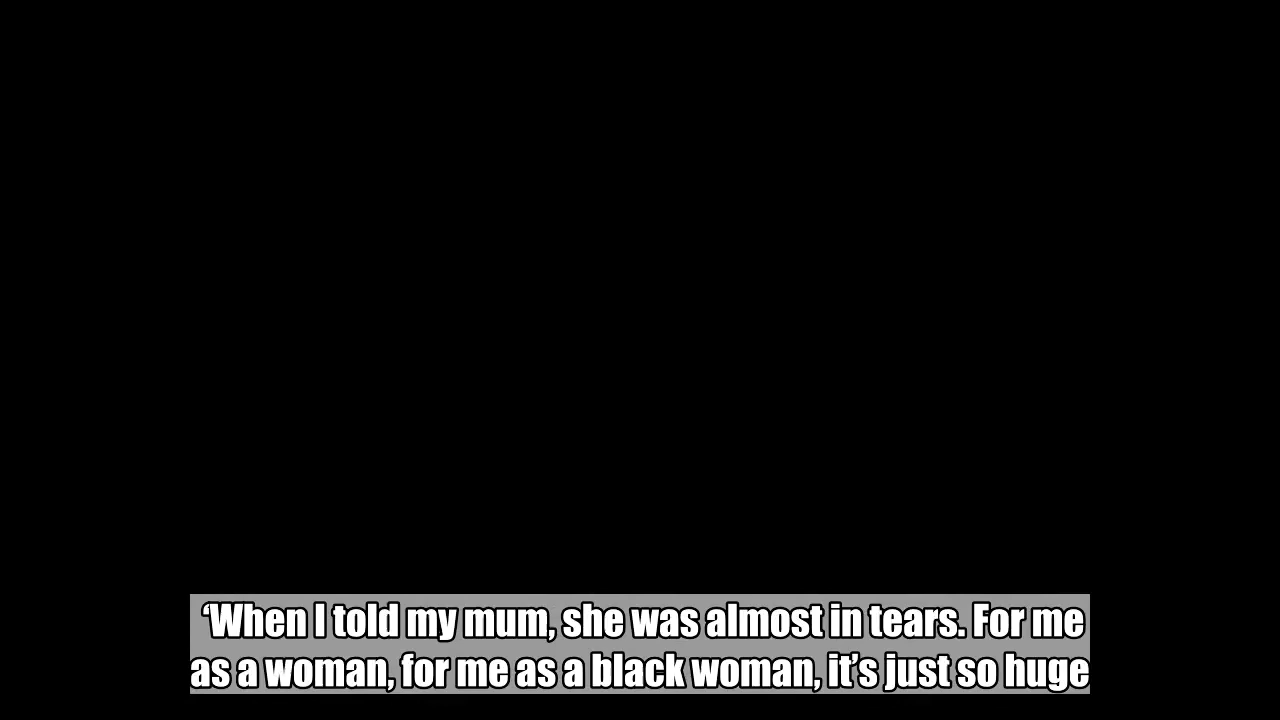 ‘When I told my mum, she was almost in tears. For me
as a woman, for me as a black woman, it’s just so huge